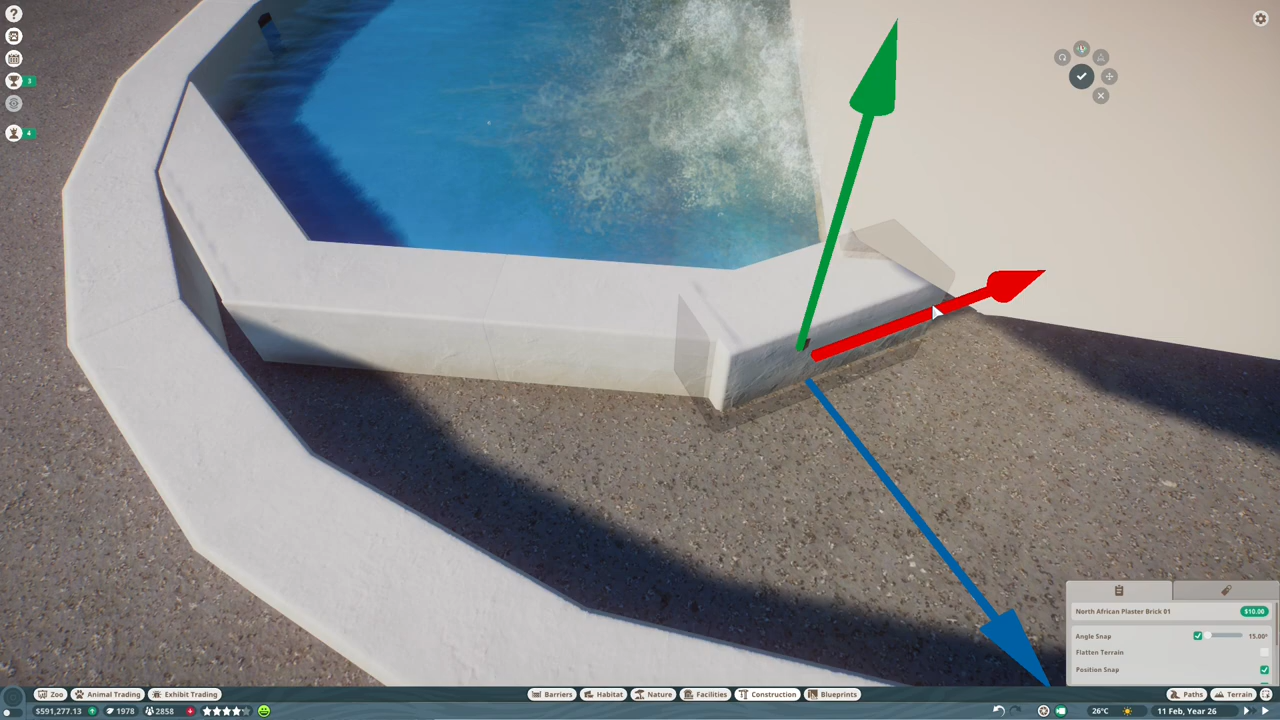 ?
3
4
North African Plaster Brick 01 $10.00
Angle Snap 15.00°
Flatten Terrain
Position Snap
Zoo Animal Trading Exhibit Trading Barriers Habitat Nature Facilities Construction Blueprints Paths Terrain
$591,277.13 1978 2858 26°C 11 Feb, Year 26